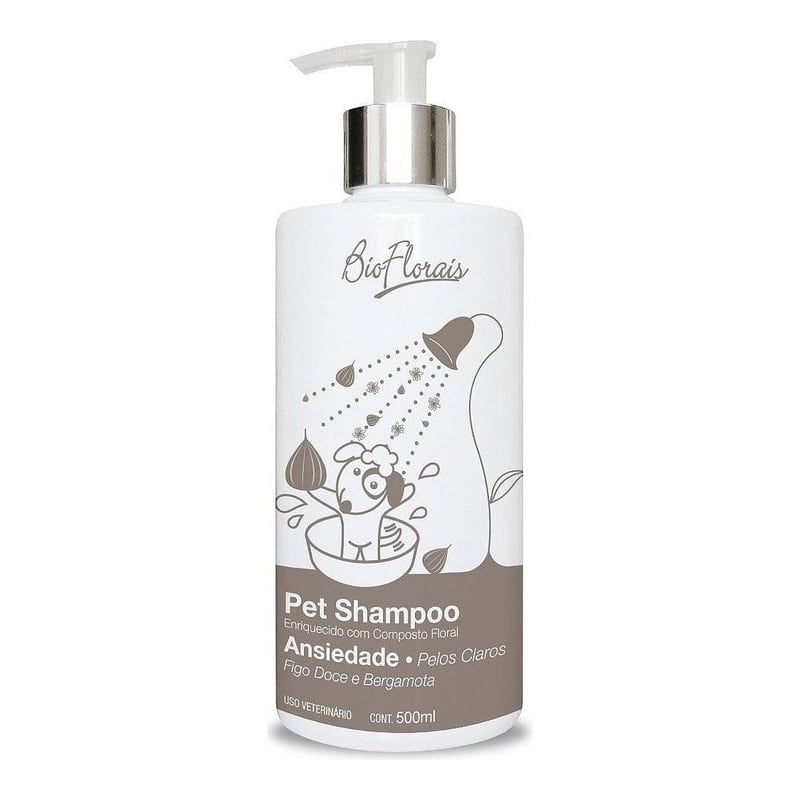 BioFlorais
Pet Shampoo
Enriquecido com Composto Floral
Ansiedade • Pelos Claros
Figo Doce e Bergamota
USO VETERINÁRIO CONT. 500ml